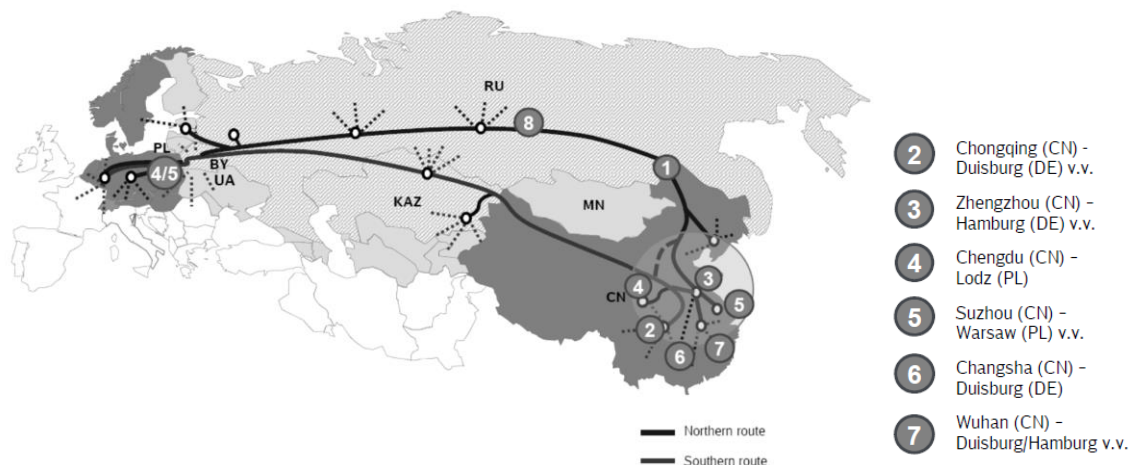 RU
8
PL
4/5
BY
UA
1
KAZ
MN
CN
4
3
5
2
6
7
Northern route
Southern route
2 Chongqing (CN) -
Duisburg (DE) v.v.
3 Zhengzhou (CN) -
Hamburg (DE) v.v.
4 Chengdu (CN) –
Lodz (PL)
5 Suzhou (CN) –
Warsaw (PL) v.v.
6 Changsha (CN) –
Duisburg (DE)
7 Wuhan (CN) –
Duisburg/Hamburg v.v.